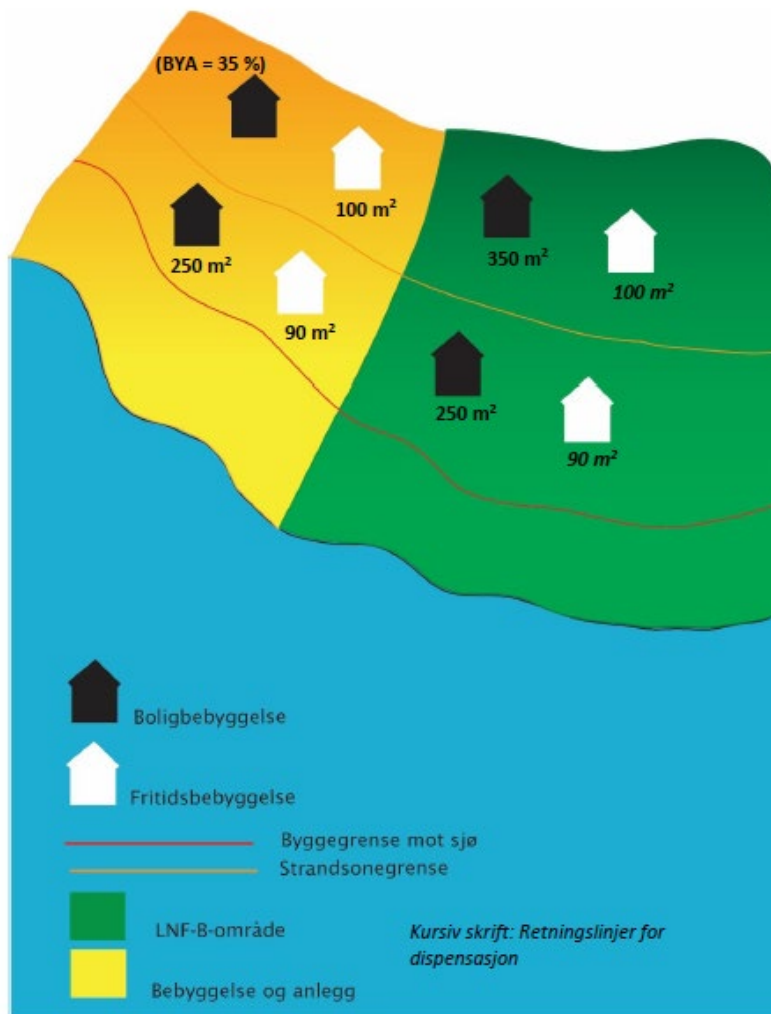 (BYA = 35 %)
100 m²
250 m²
90 m²
350 m²
100 m²
250 m²
90 m²
Boligbebyggelse
Fritidsbebyggelse
Byggegrense mot sjø
Strandsonegrense
LNF-B-område
Bebyggelse og anlegg
Kursiv skrift: Retningslinjer for
dispensasjon